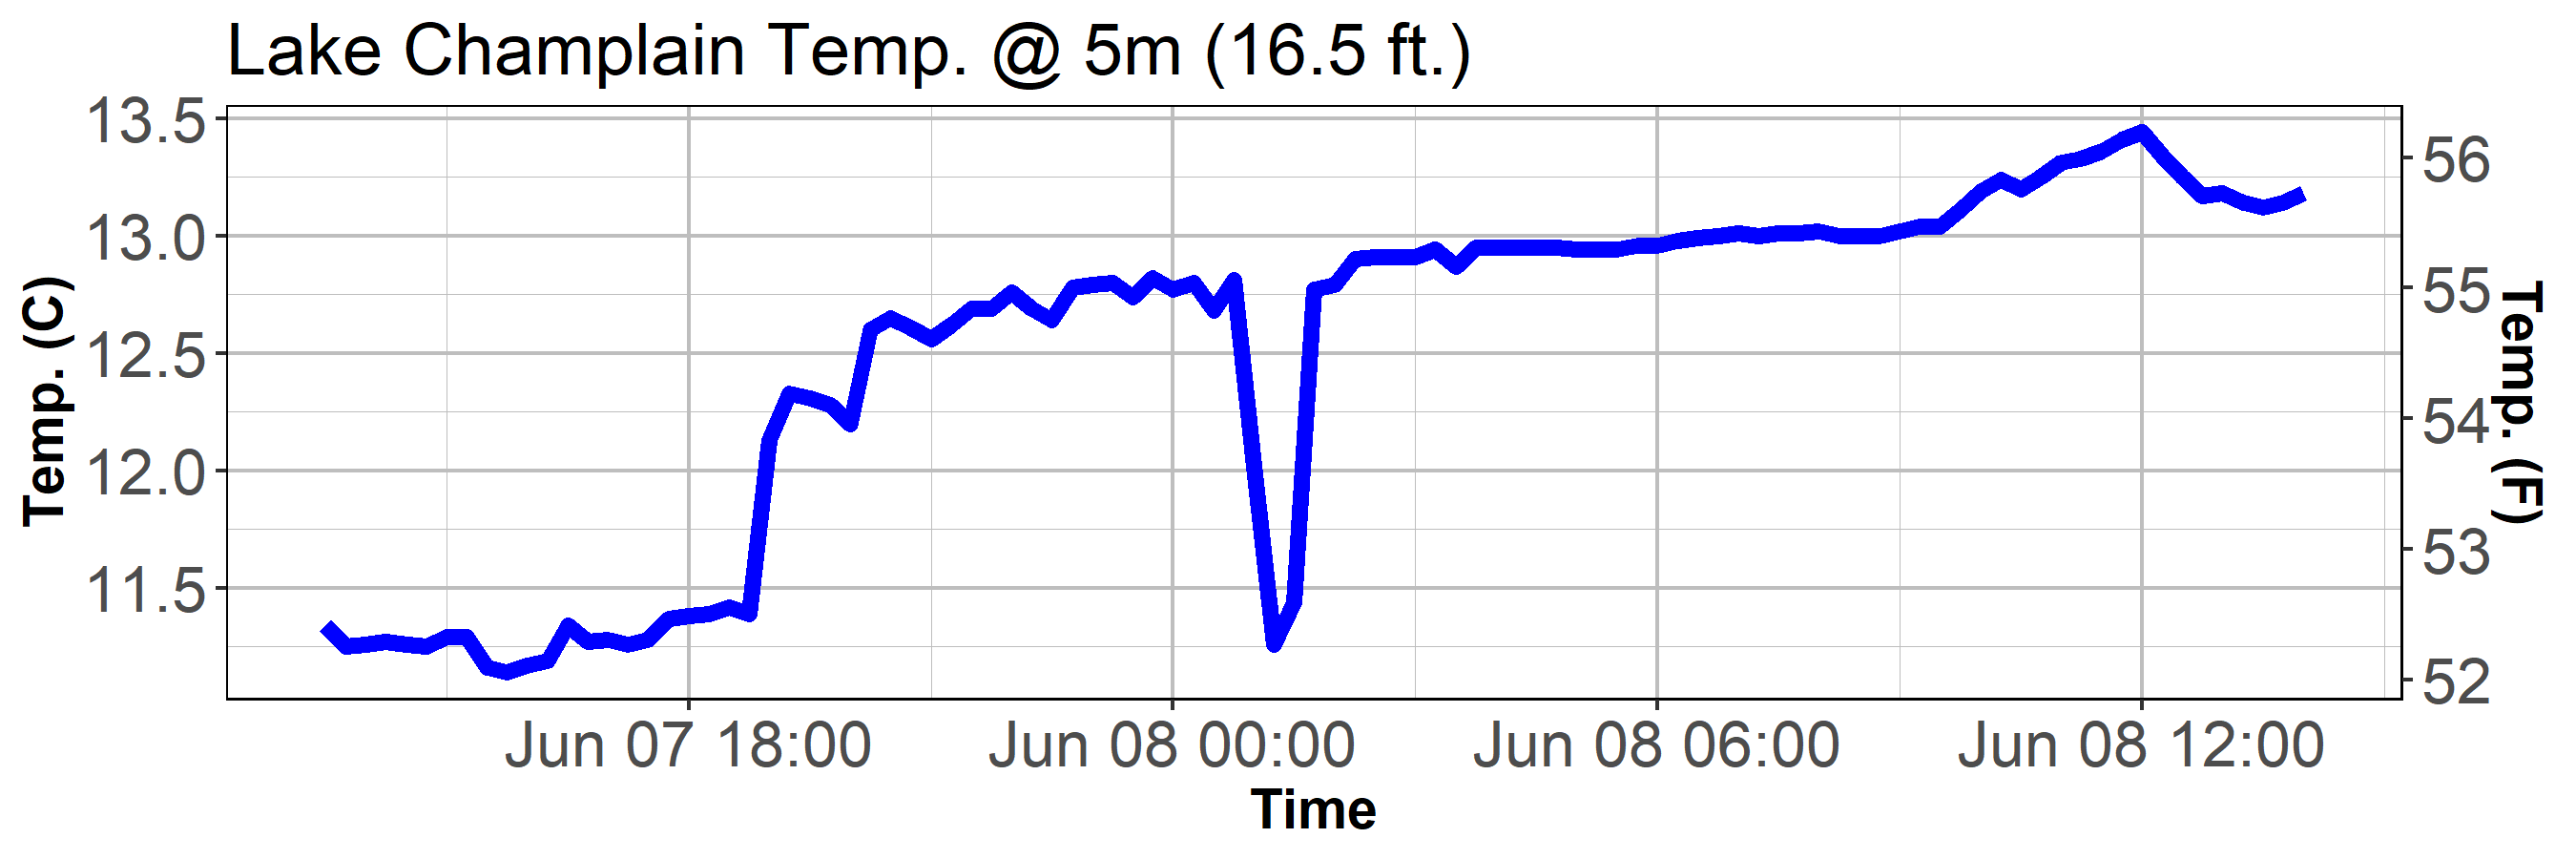 Lake Champlain Temp. @ 5m (16.5 ft.)
Temp. (C)
13.5
13.0
12.5
12.0
11.5
56
55
54
53
52
Temp. (F)
Jun 07 18:00 Jun 08 00:00 Jun 08 06:00 Jun 08 12:00
Time